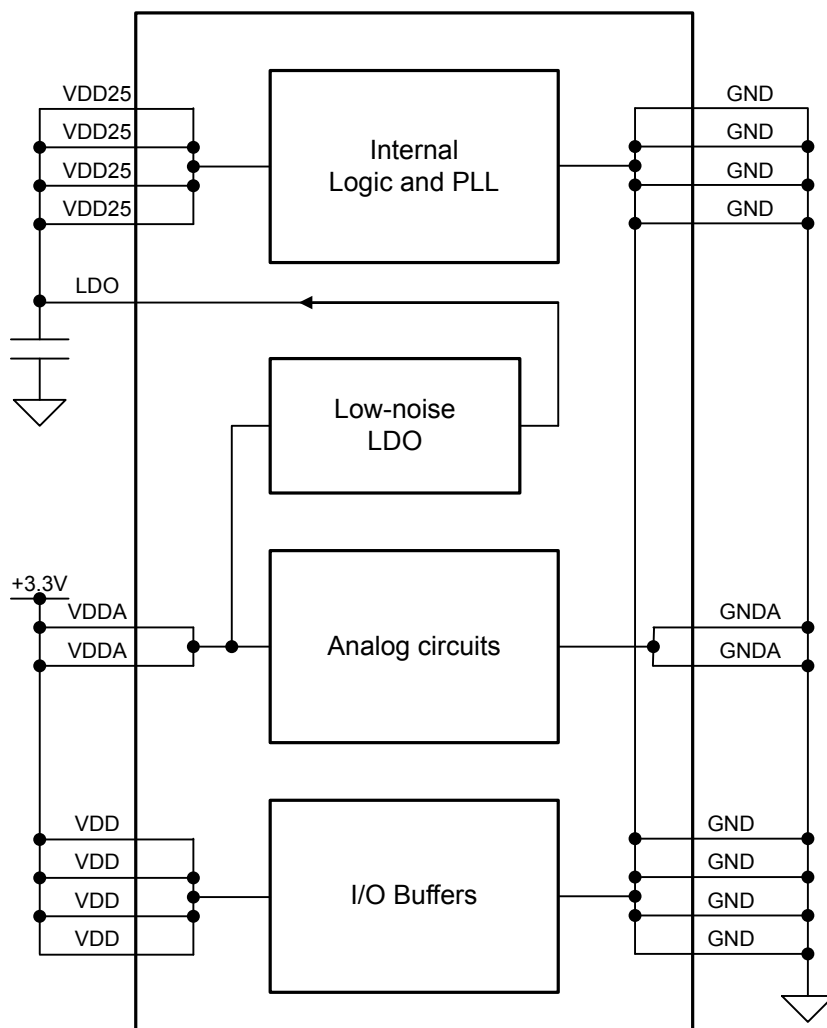 VDD25
VDD25
VDD25
VDD25
LDO
Internal
Logic and PLL
GND
GND
GND
GND
Low-noise
LDO
+3.3V
VDDA
VDDA
Analog circuits
GNDA
GNDA
VDD
VDD
VDD
VDD
I/O Buffers
GND
GND
GND
GND